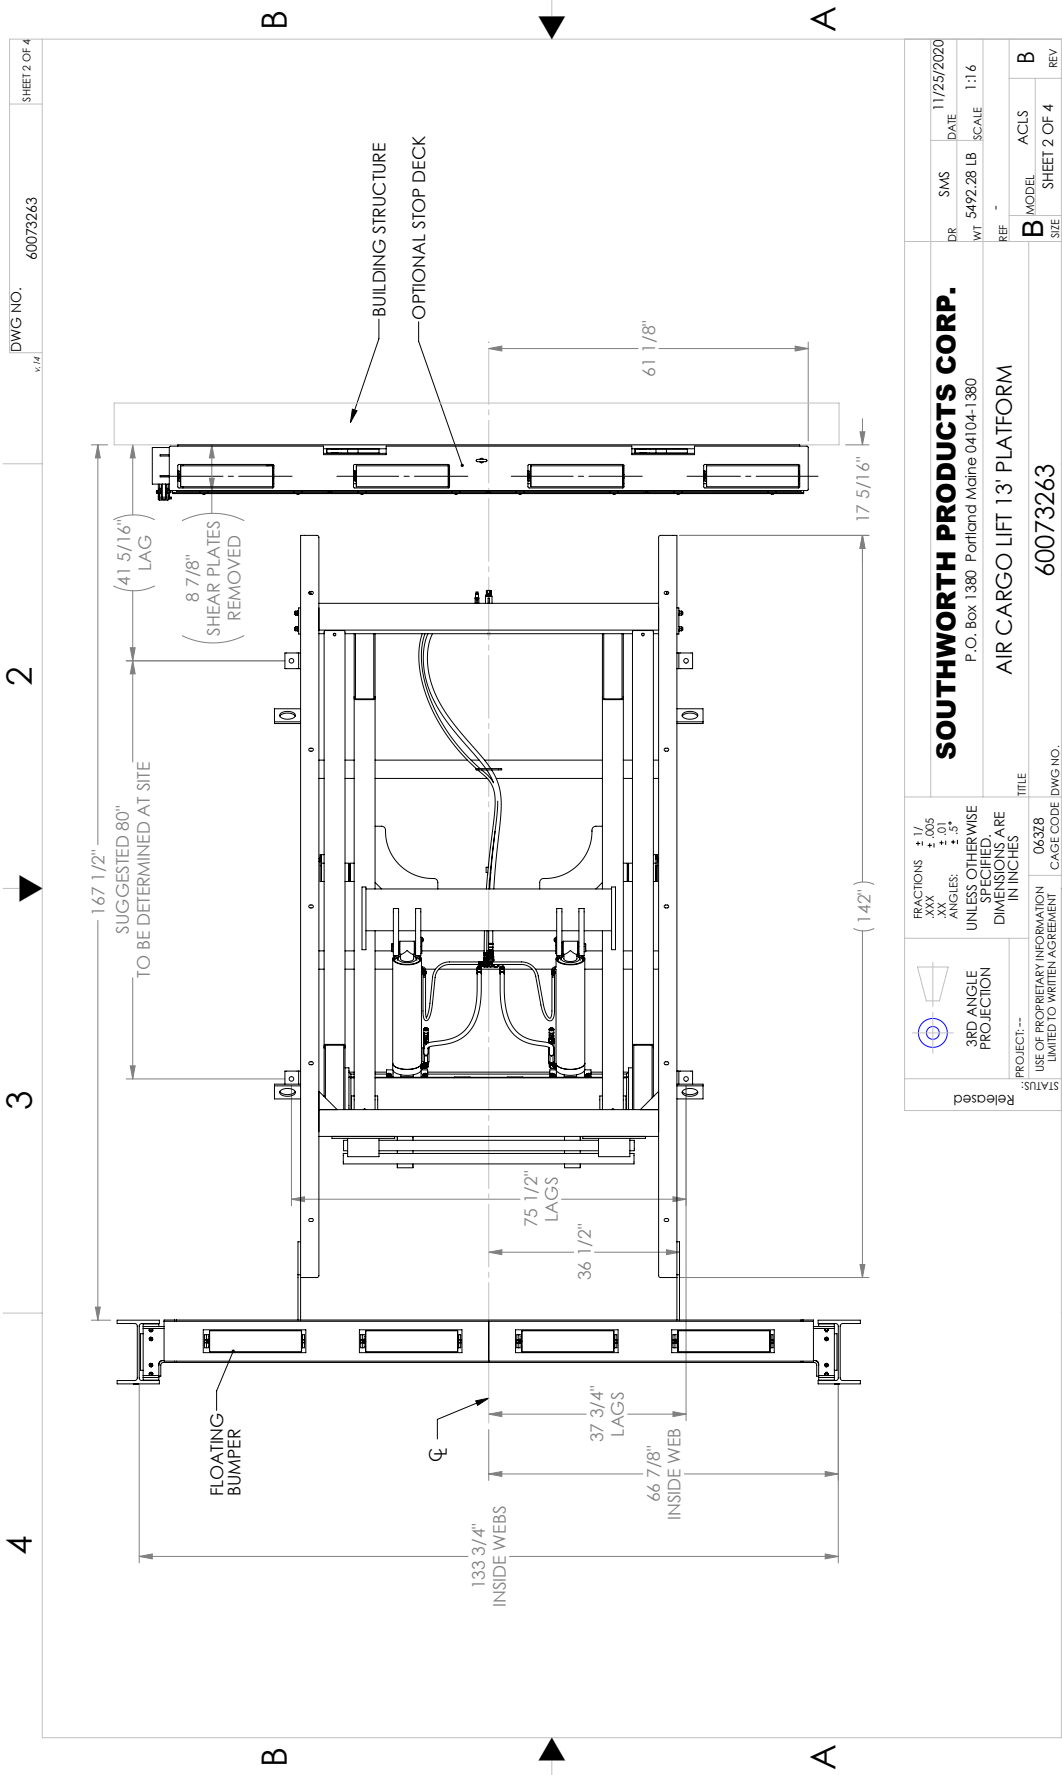 4
3
2
DWG NO.
60073263
SHEET 2 OF 4
v.14
B
A
B
A
167 1/2"
SUGGESTED 80"
TO BE DETERMINED AT SITE
(41 5/16"
LAG)
(8 7/8"
SHEAR PLATES
REMOVED)
BUILDING STRUCTURE
OPTIONAL STOP DECK
FLOATING
BUMPER
CL
133 3/4"
INSIDE WEBS
66 7/8"
INSIDE WEB
37 3/4"
LAGS
75 1/2"
LAGS
36 1/2"
61 1/8"
(142")
17 5/16"
STATUS:
Released
3RD ANGLE
PROJECTION
PROJECT: --
USE OF PROPRIETARY INFORMATION
LIMITED TO WRITTEN AGREEMENT
FRACTIONS ± 1/
.XXX ± .005
.XX ± .01
ANGLES: ± .5°
UNLESS OTHERWISE
SPECIFIED.
DIMENSIONS ARE
IN INCHES
063Z8
CAGE CODE
SOUTHWORTH PRODUCTS CORP.
P.O. Box 1380 Portland Maine 04104-1380
TITLE
AIR CARGO LIFT 13' PLATFORM
DWG NO.
60073263
DR SMS
DATE 11/25/2020
WT 5492.28 LB
SCALE 1:16
REF -
B
SIZE
MODEL ACLS
SHEET 2 OF 4
B
REV